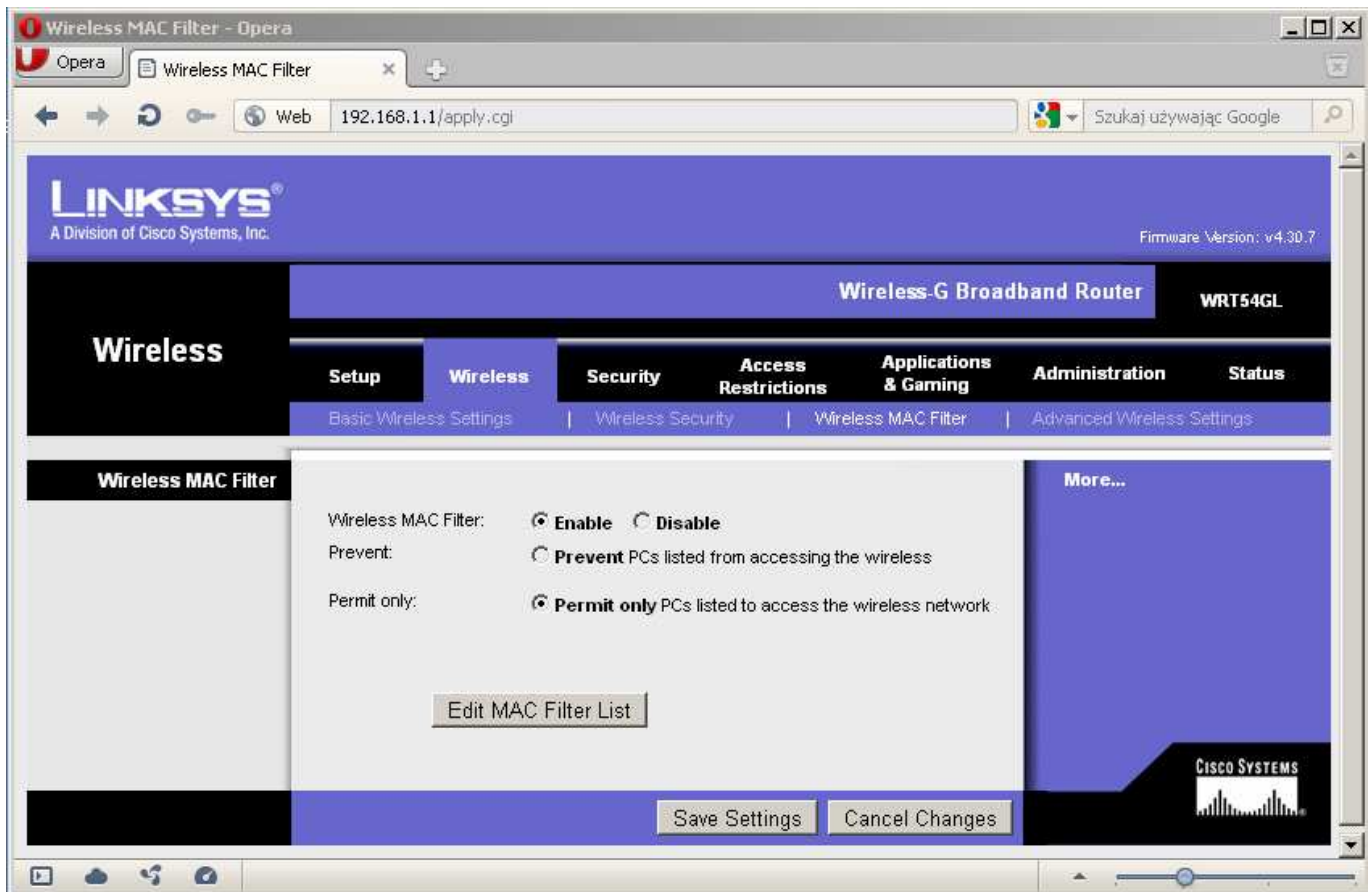 Wireless MAC Filter - Opera
Opera
Wireless MAC Filter
Web 192.168.1.1/apply.cgi
Szukaj używając Google
LINKSYS®
A Division of Cisco Systems, Inc.
Firmware Version: v4.30.7
Wireless-G Broadband Router WRT54GL
Wireless
Setup Wireless Security Access Restrictions Applications & Gaming Administration Status
Basic Wireless Settings | Wireless Security | Wireless MAC Filter | Advanced Wireless Settings
Wireless MAC Filter
More...
Wireless MAC Filter: Enable Disable
Prevent: Prevent PCs listed from accessing the wireless
Permit only: Permit only PCs listed to access the wireless network
Edit MAC Filter List
CISCO SYSTEMS
Save Settings Cancel Changes